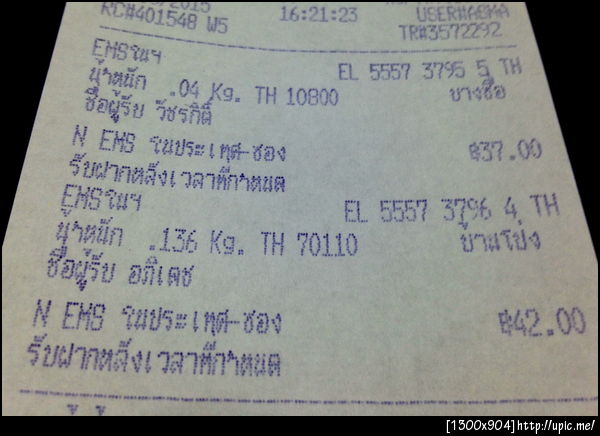 /2015 16:21:23
RC#401548 W5 USER#ACMA
TR#3572292
EMSในฯ EL 5557 3795 5 TH
น้ำหนัก .04 Kg. TH 10800 บางซื่อ
ชื่อผู้รับ วัชรกิติ์
N EMS ในประเทศ-ซอง ฿37.00
รับฝากหลังเวลาที่กำหนด
EMSในฯ EL 5557 3796 4 TH
น้ำหนัก .136 Kg. TH 70110 บ้านโป่ง
ชื่อผู้รับ อภิเดช
N EMS ในประเทศ-ซอง ฿42.00
รับฝากหลังเวลาที่กำหนด
[1300x904]http://upic.me/